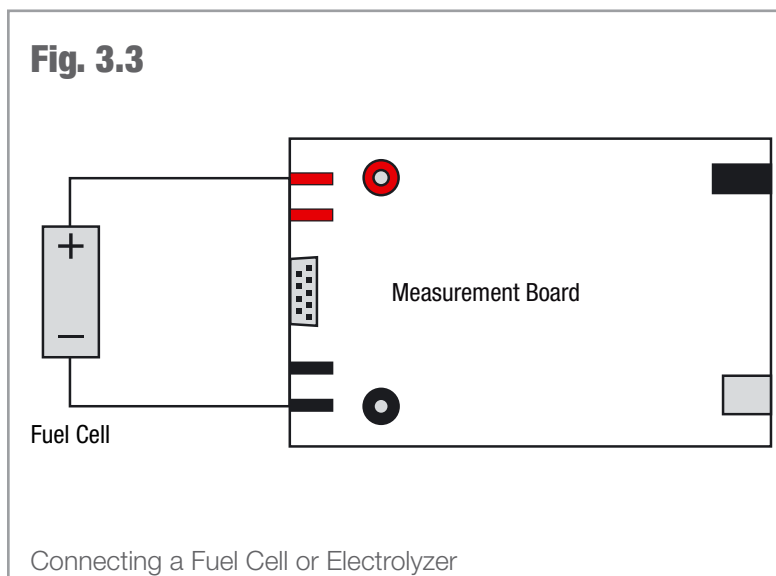 Fig. 3.3
+
Measurement Board
−
Fuel Cell
Connecting a Fuel Cell or Electrolyzer